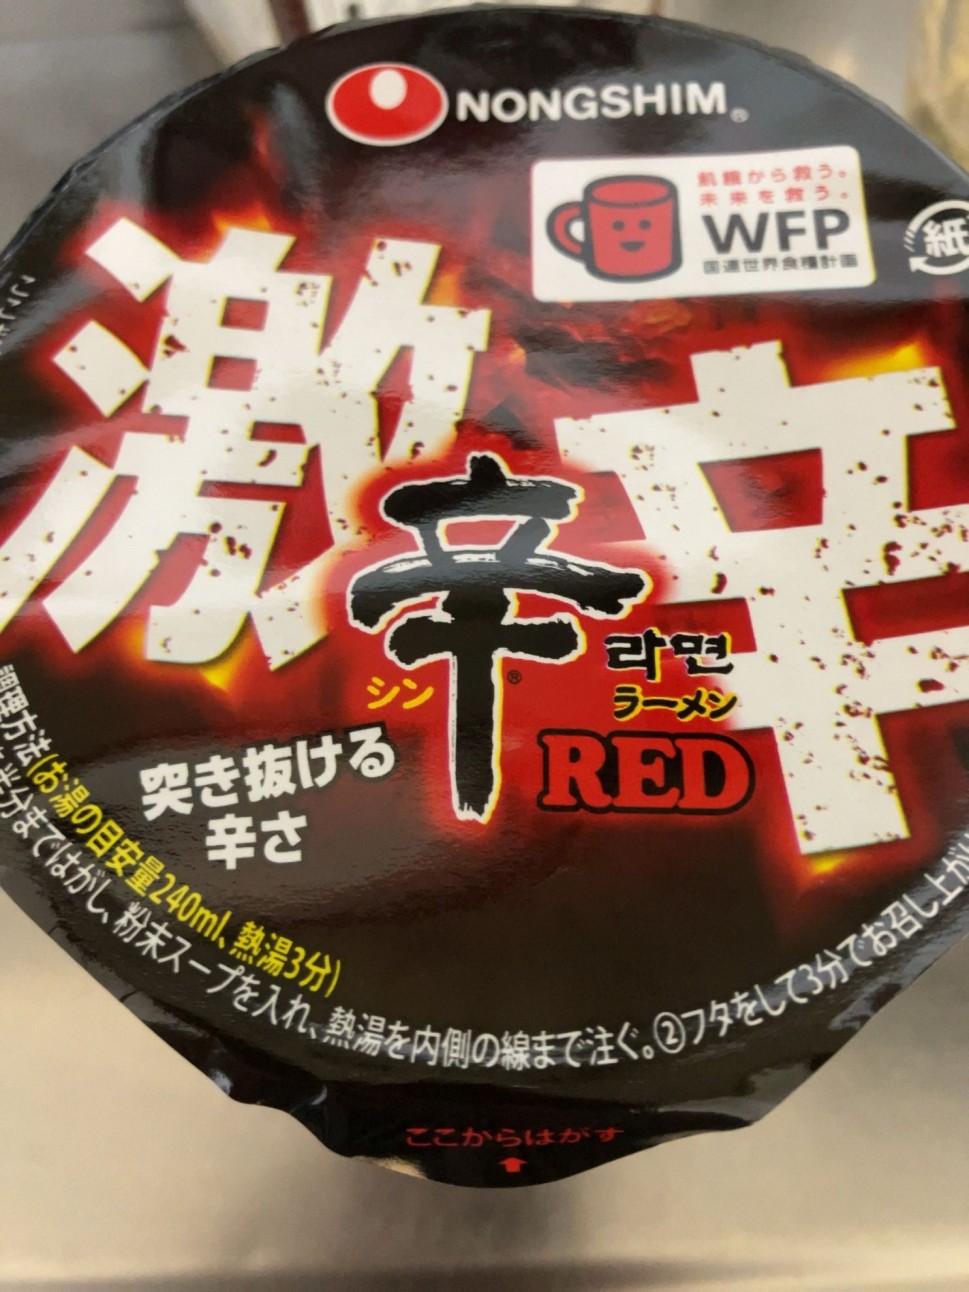 NONGSHIM®
飢餓から救う。
未来を救う。
WFP
国連世界食糧計画
紙
激辛
辛®
シン
라면
ラーメン
RED
突き抜ける
辛さ
調理方法(お湯の目安量240ml、熱湯3分)
半分まではがし、粉末スープを入れ、熱湯を内側の線まで注ぐ。②フタをして3分でお召し上が
ここからはがす